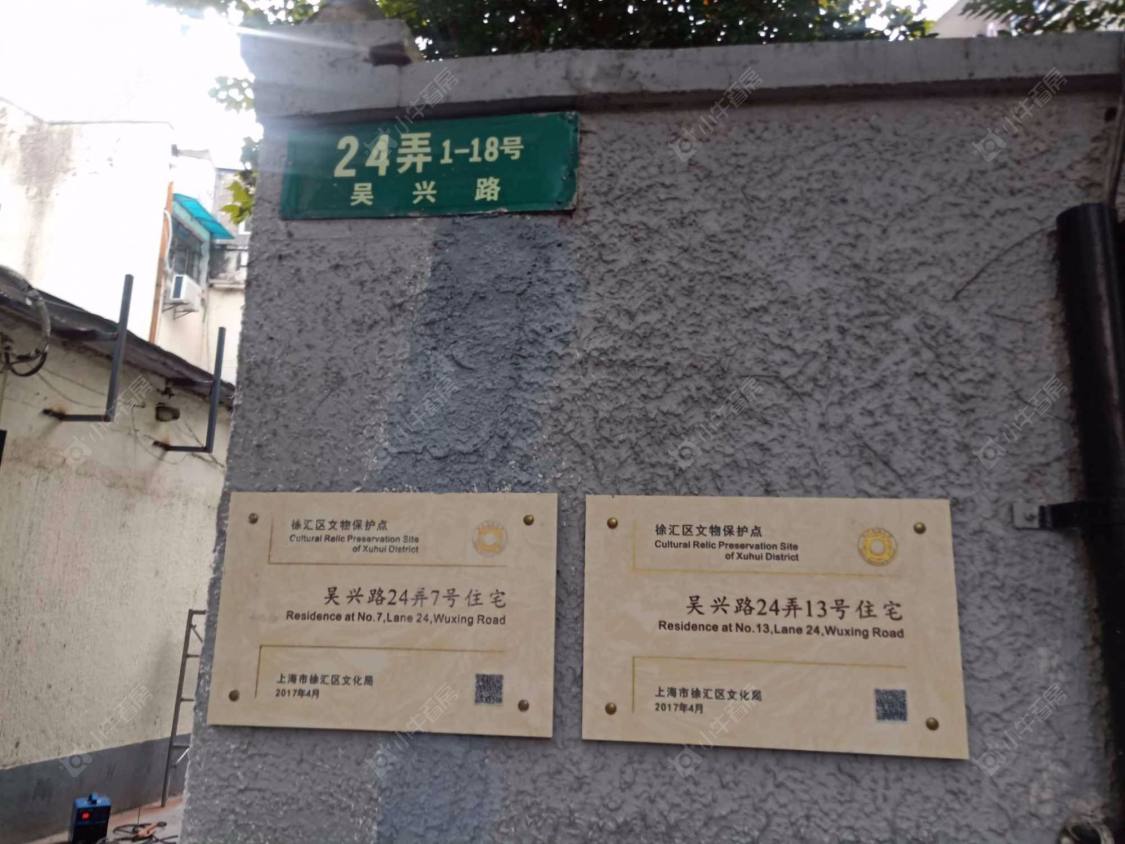 24弄1-18号
吴兴路
徐汇区文物保护点
Cultural Relic Preservation Site
of Xuhui District
吴兴路24弄7号住宅
Residence at No.7,Lane 24,Wuxing Road
上海市徐汇区文化局
2017年4月
徐汇区文物保护点
Cultural Relic Preservation Site
of Xuhui District
吴兴路24弄13号住宅
Residence at No.13,Lane 24,Wuxing Road
上海市徐汇区文化局
2017年4月
小牛看房